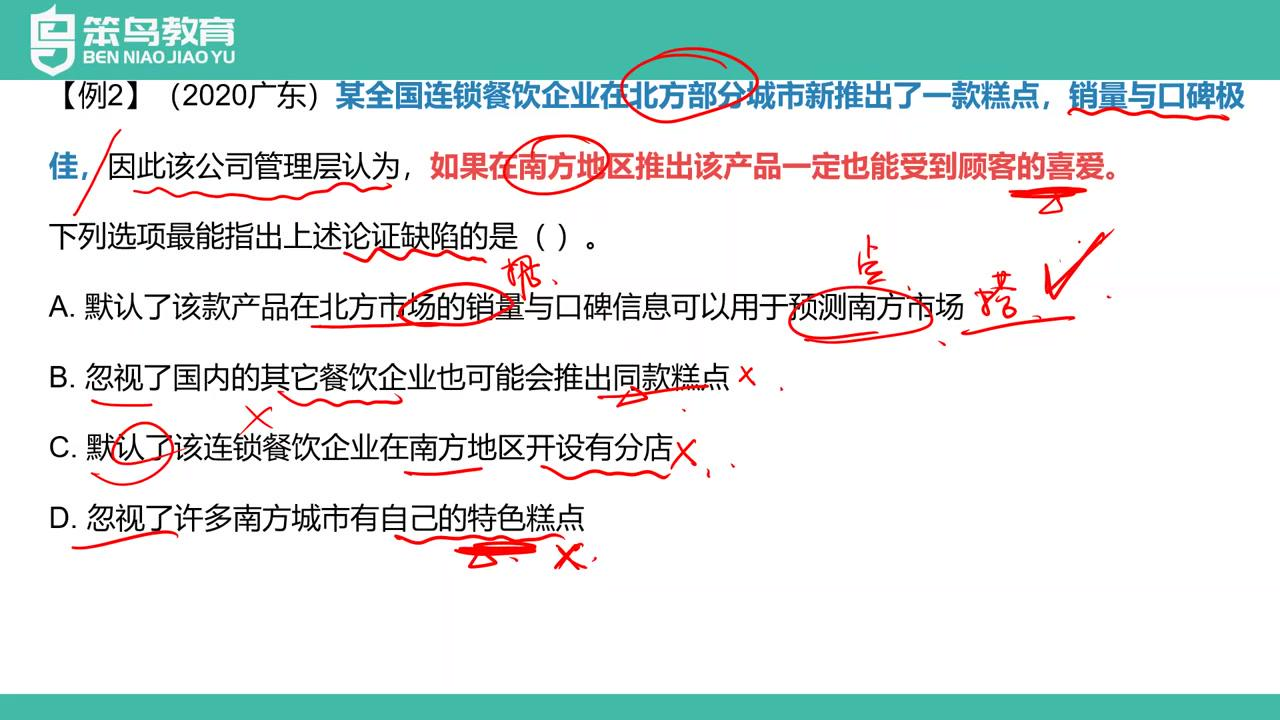 笨鸟教育
BEN NIAO JIAO YU
【例2】（2020广东）某全国连锁餐饮企业在北方部分城市新推出了一款糕点，销量与口碑极
佳，因此该公司管理层认为，如果在南方地区推出该产品一定也能受到顾客的喜爱。
下列选项最能指出上述论证缺陷的是（ ）。
据 点
A. 默认了该款产品在北方市场的销量与口碑信息可以用于预测南方市场 搭
B. 忽视了国内的其它餐饮企业也可能会推出同款糕点
C. 默认了该连锁餐饮企业在南方地区开设有分店
D. 忽视了许多南方城市有自己的特色糕点